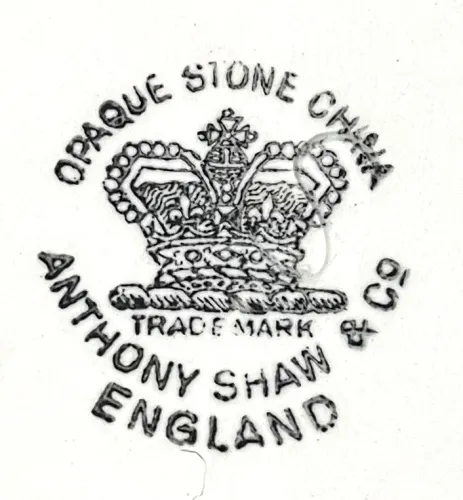 OPAQUE STONE CHINA
TRADE MARK
ANTHONY SHAW & Co
ENGLAND